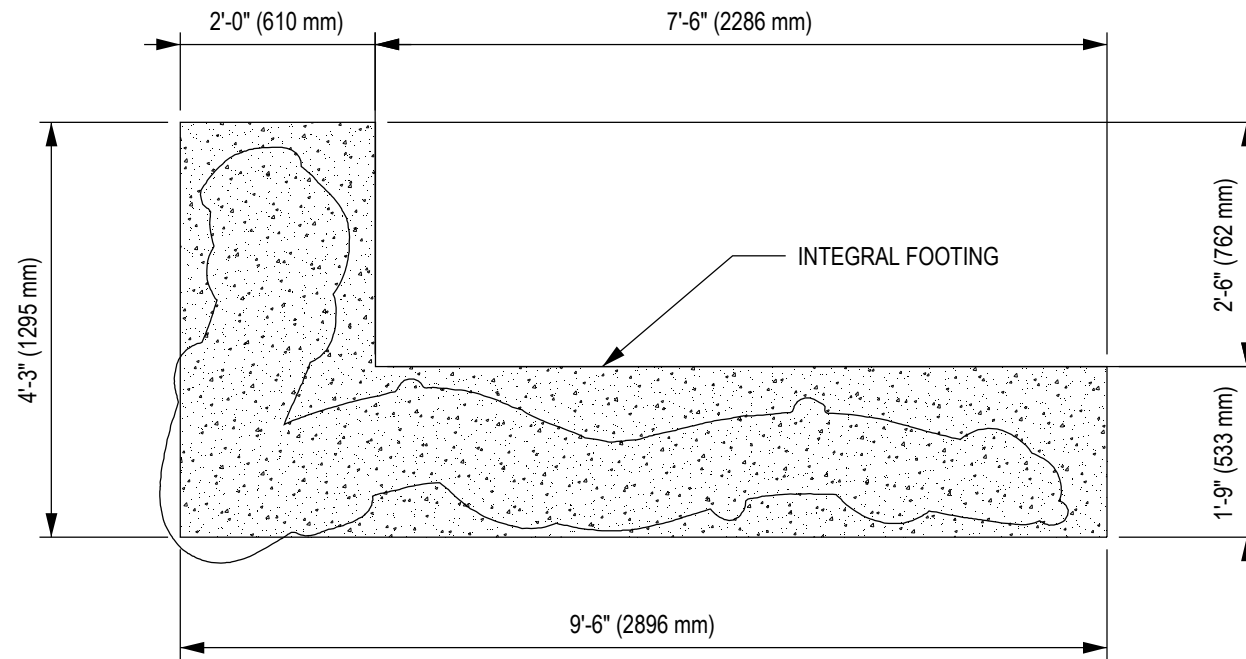 2'-0" (610 mm)
7'-6" (2286 mm)
4'-3" (1295 mm)
2'-6" (762 mm)
INTEGRAL FOOTING
1'-9" (533 mm)
9'-6" (2896 mm)